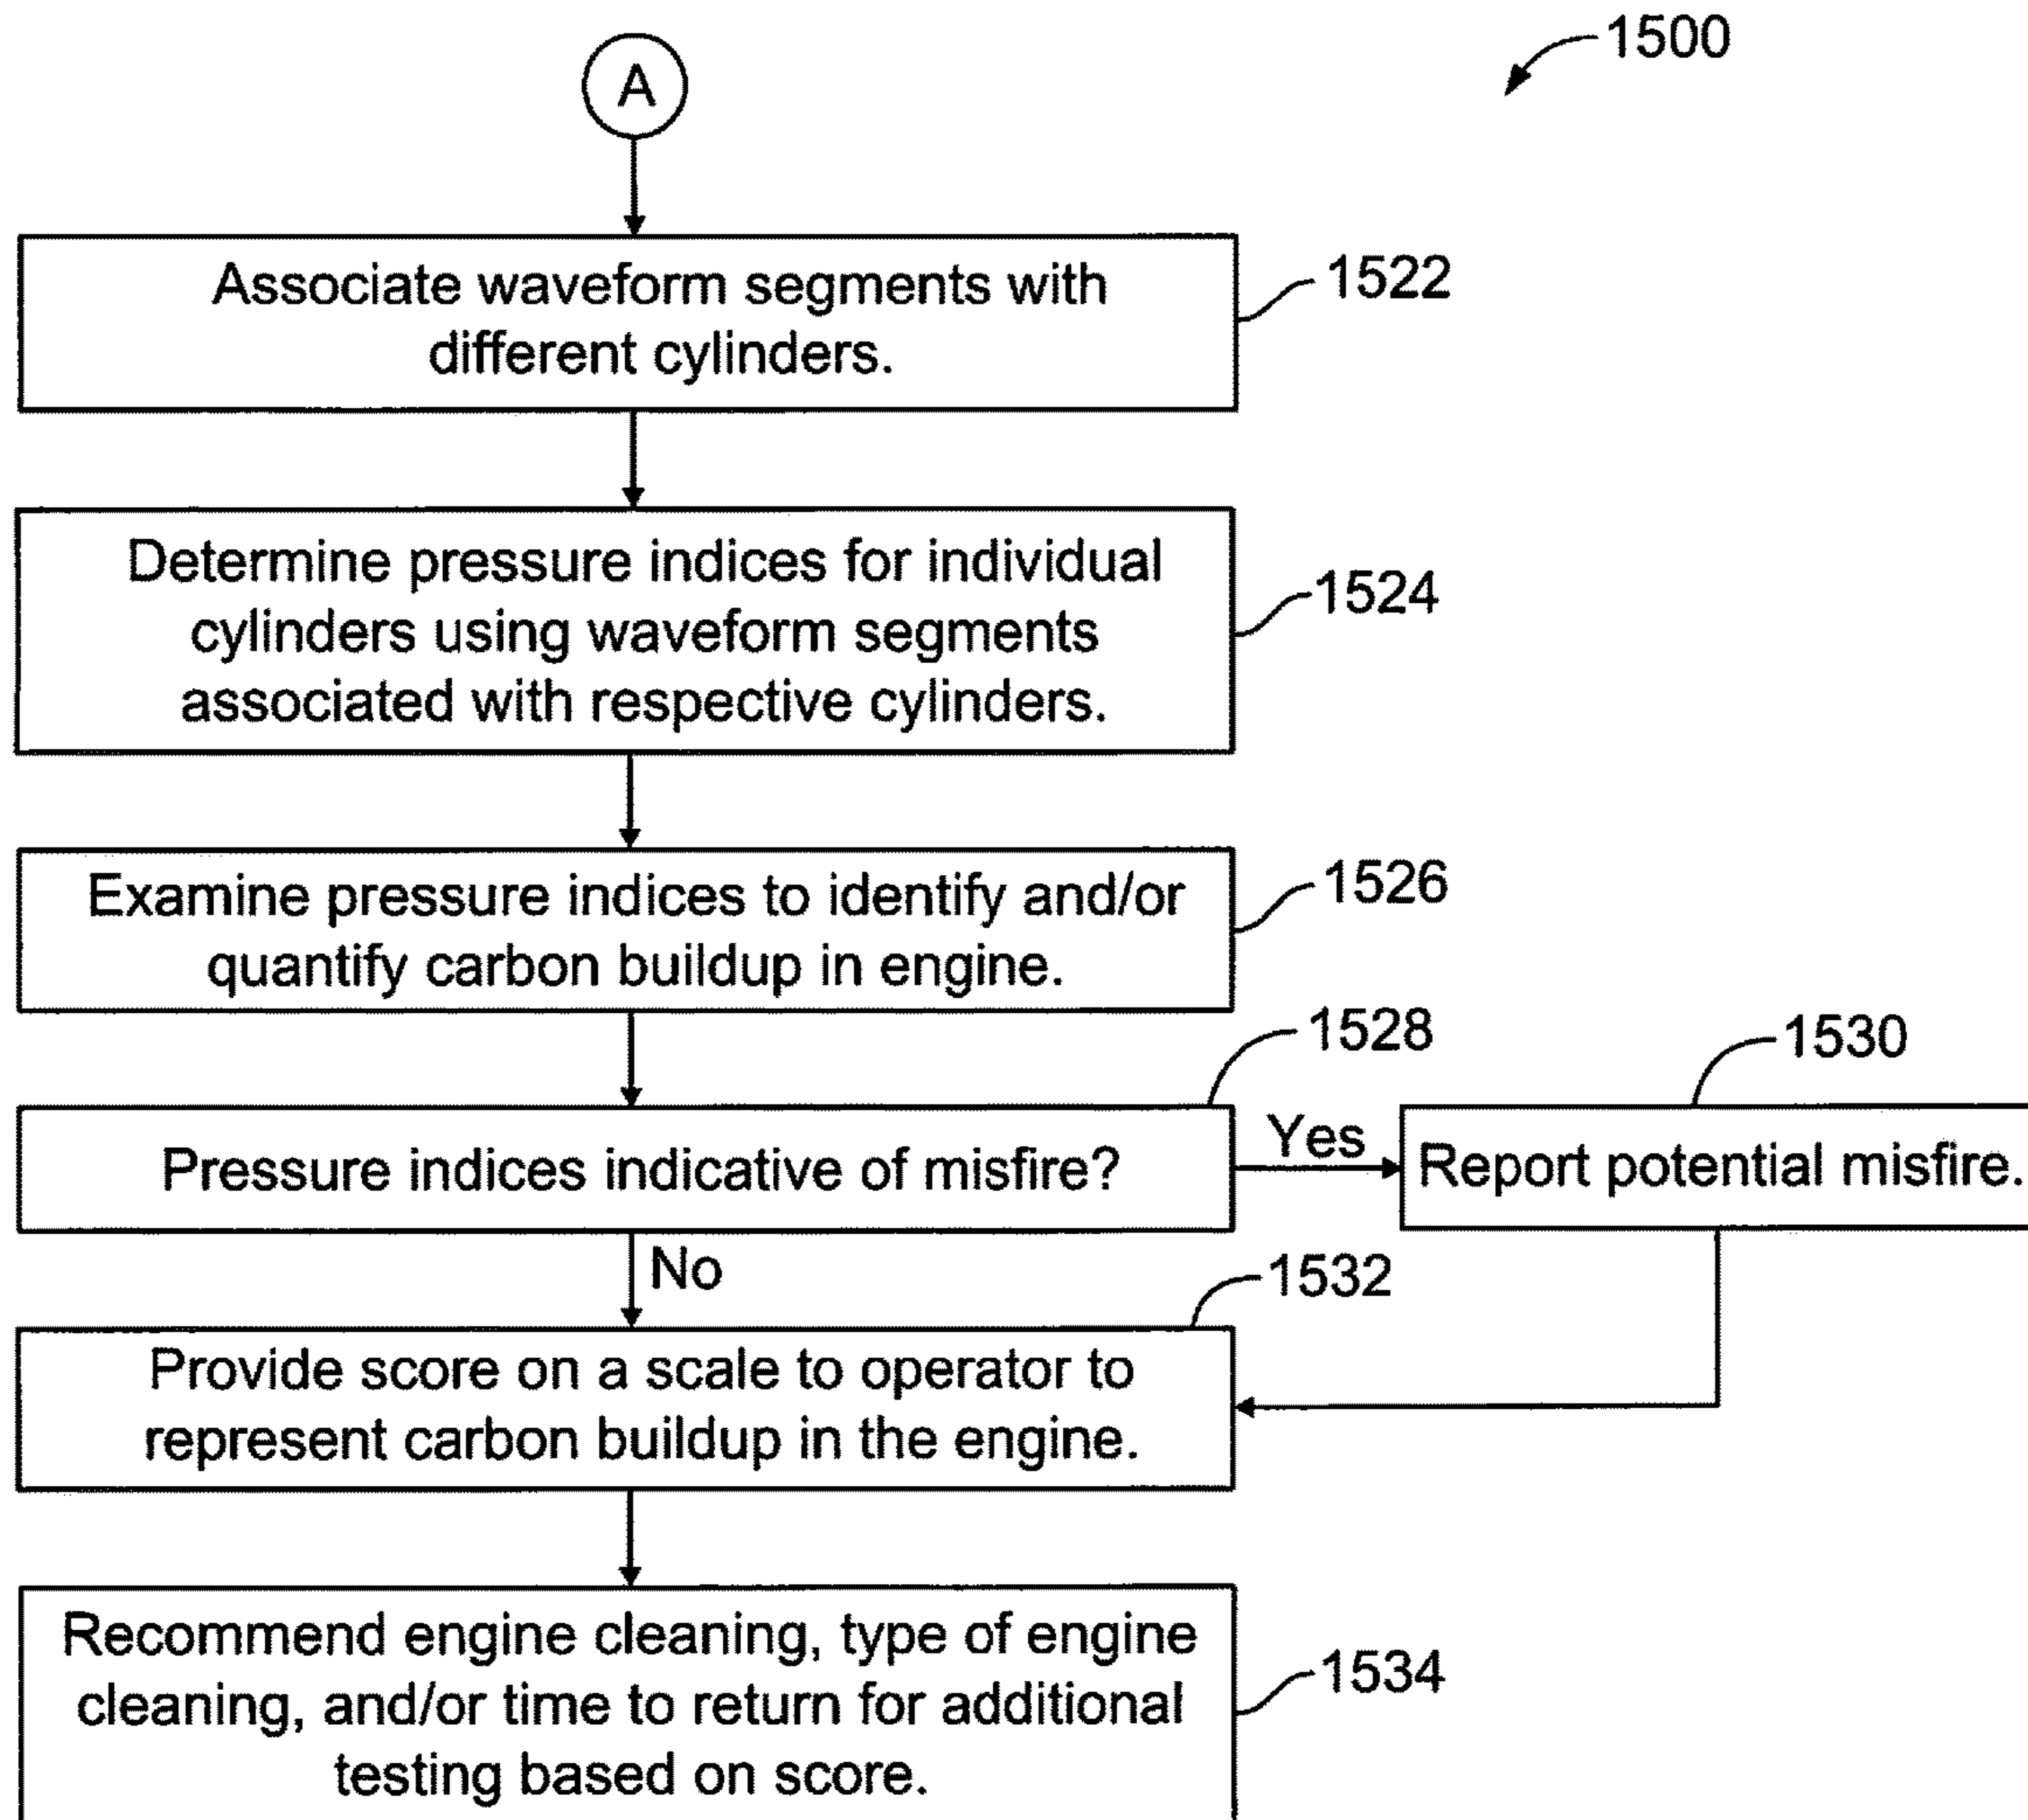 1500
A
Associate waveform segments with
different cylinders.
1522
Determine pressure indices for individual
cylinders using waveform segments
associated with respective cylinders.
1524
Examine pressure indices to identify and/or
quantify carbon buildup in engine.
1526
Pressure indices indicative of misfire?
1528
Yes
Report potential misfire.
1530
No
Provide score on a scale to operator to
represent carbon buildup in the engine.
1532
Recommend engine cleaning, type of engine
cleaning, and/or time to return for additional
testing based on score.
1534